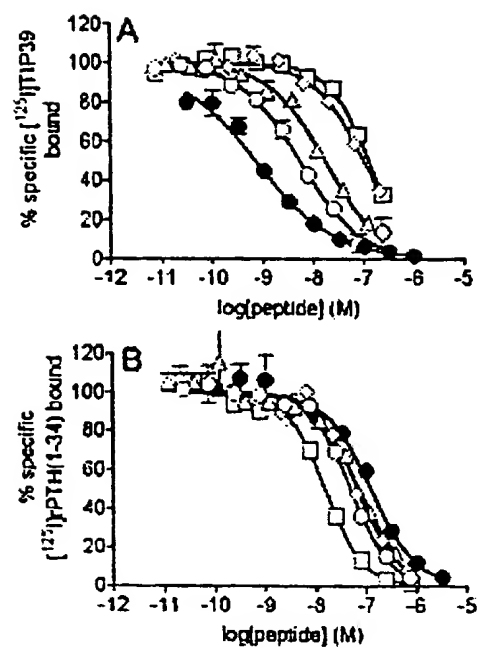 A
120
100
80
60
40
20
0
% specific [¹²⁵I]TIP39
bound
-12 -11 -10 -9 -8 -7 -6 -5
log[peptide] (M)
B
120
100
80
60
40
20
0
% specific
[¹²⁵I]rPTH(1-34) bound
-12 -11 -10 -9 -8 -7 -6 -5
log[peptide] (M)